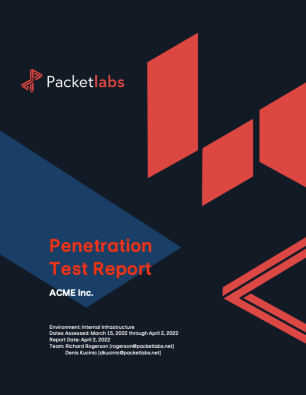 Packetlabs
Penetration
Test Report
ACME Inc.
Environment: Internal Infrastructure
Dates Assessed: March 15, 2022 through April 2, 2022
Report Date: April 2, 2022
Team: Richard Rogerson [rogerson@packetlabs.net]
Denis Kucinic [dkucinic@packetlabs.net]